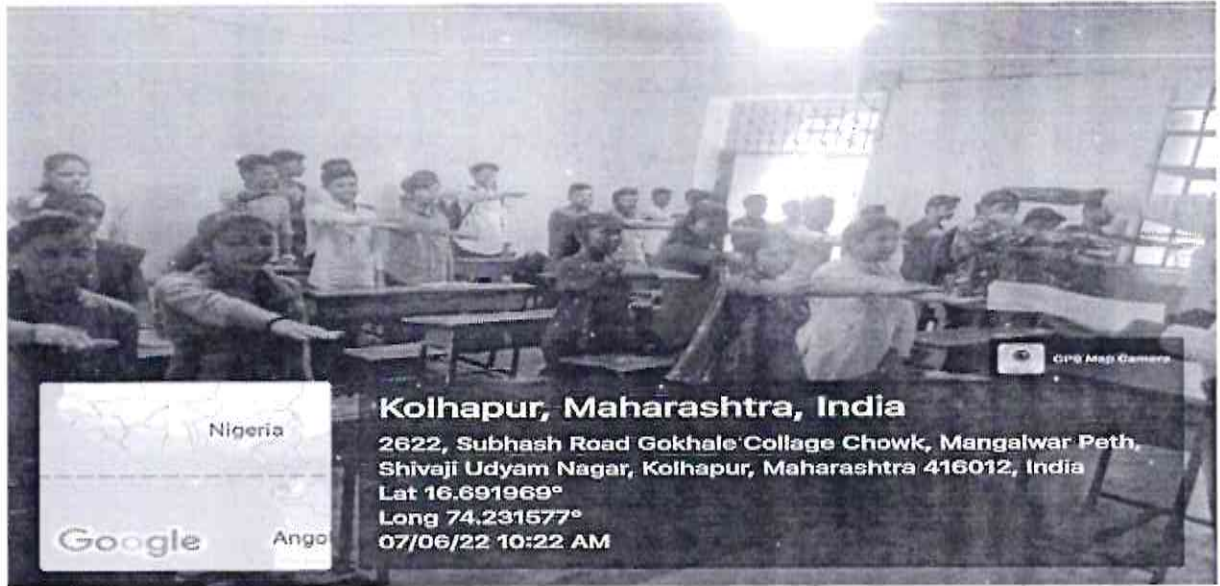 GPS Map Camera
Nigeria
Google
Ango
Kolhapur, Maharashtra, India
2622, Subhash Road Gokhale Collage Chowk, Mangalwar Peth,
Shivaji Udyam Nagar, Kolhapur, Maharashtra 416012, India
Lat 16.691969°
Long 74.231577°
07/06/22 10:22 AM